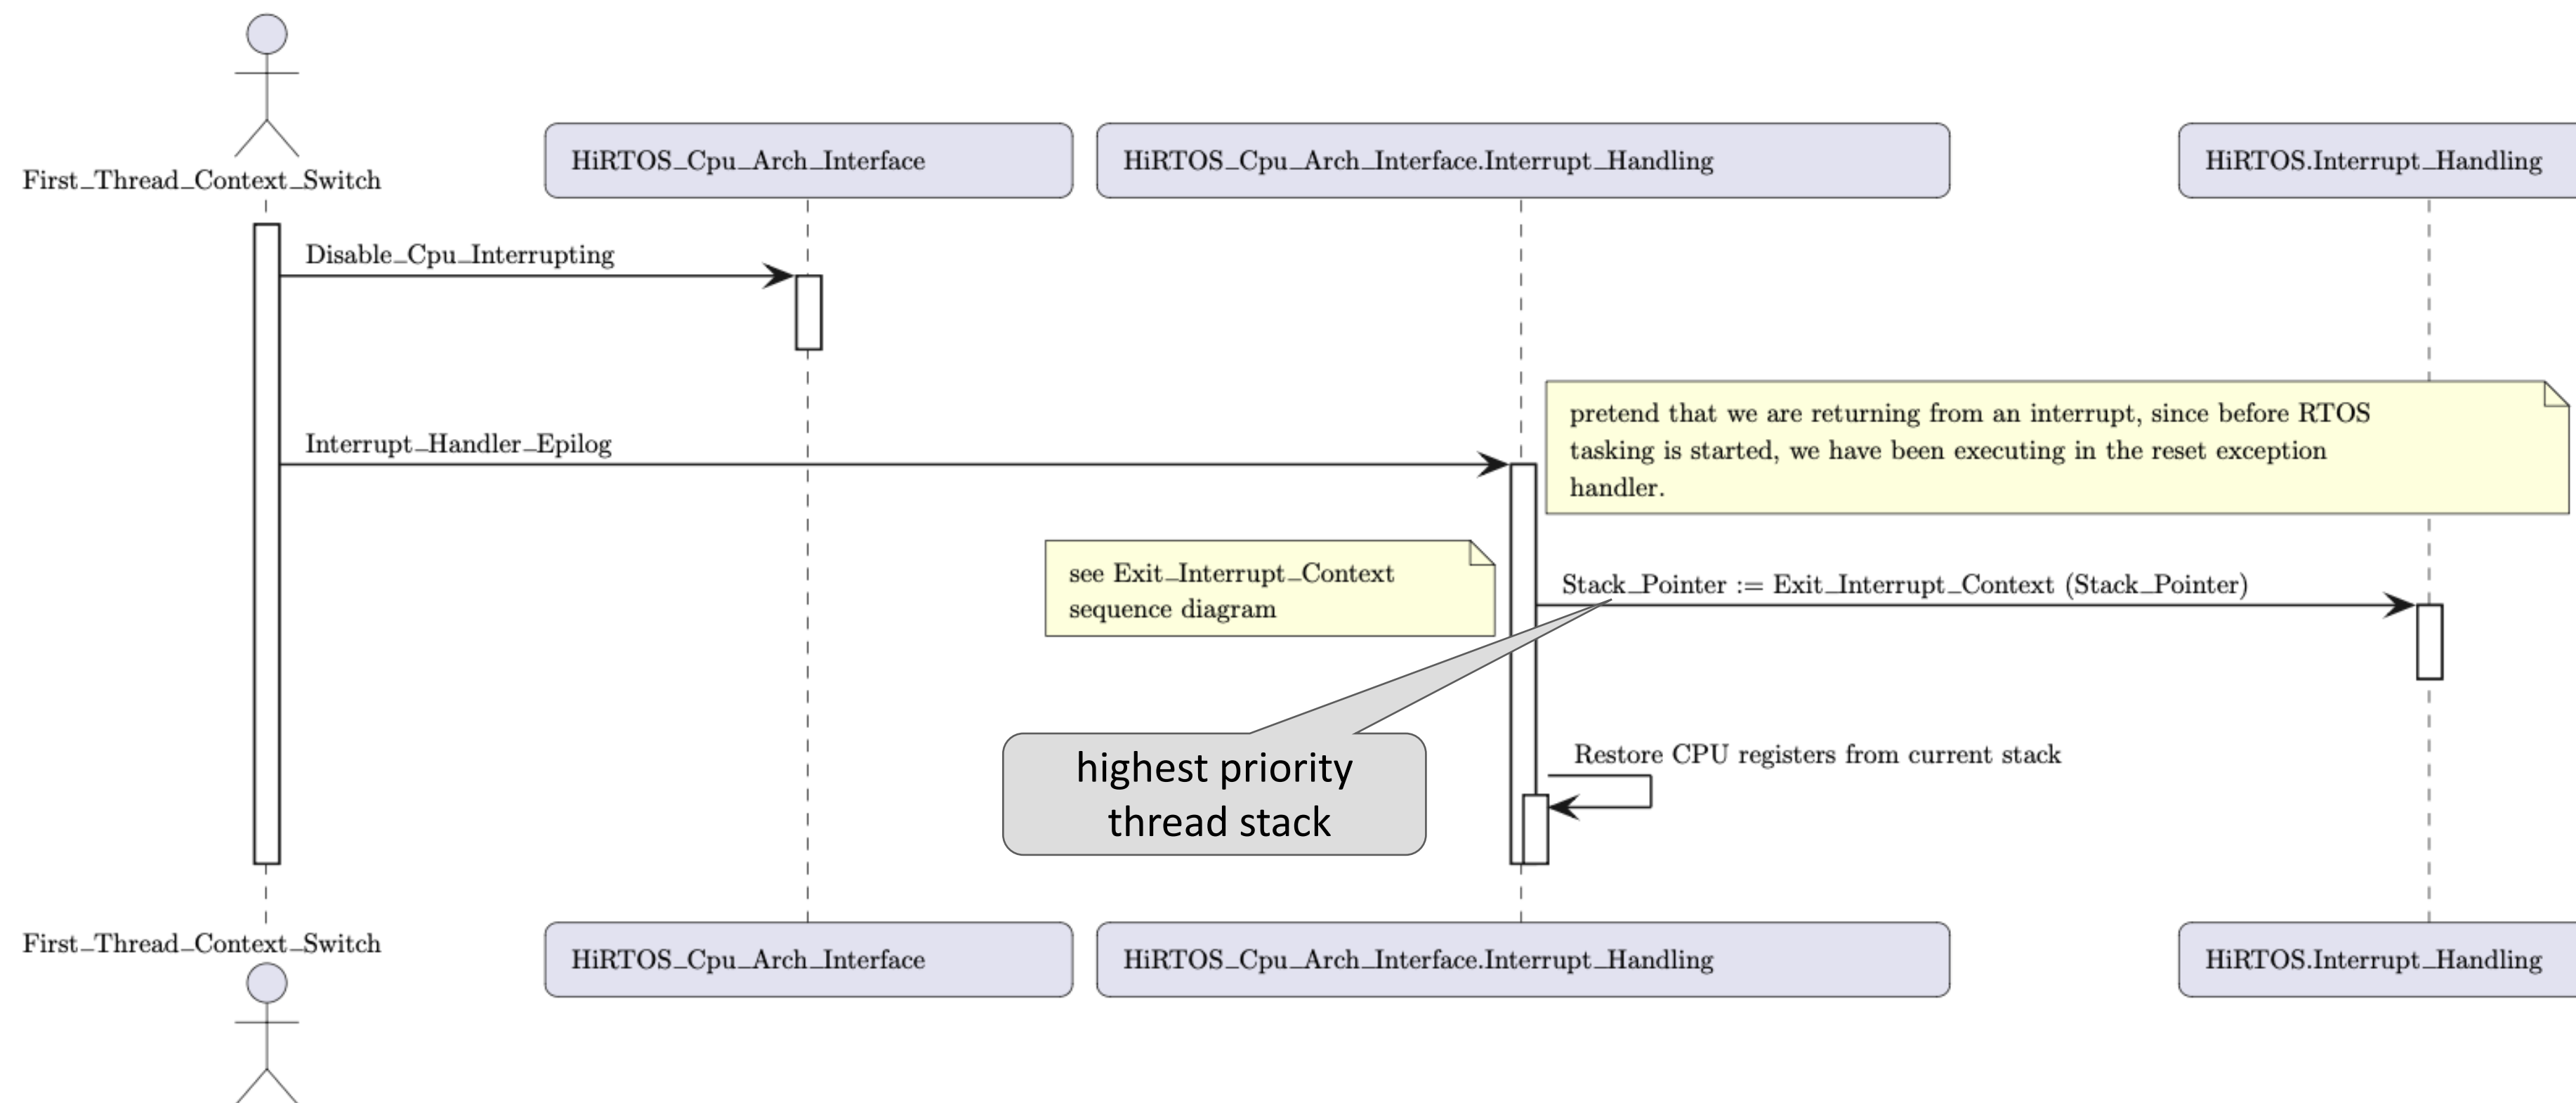 First_Thread_Context_Switch
HiRTOS_Cpu_Arch_Interface
HiRTOS_Cpu_Arch_Interface.Interrupt_Handling
HiRTOS.Interrupt_Handling
Disable_Cpu_Interrupting
pretend that we are returning from an interrupt, since before RTOS
tasking is started, we have been executing in the reset exception
handler.
Interrupt_Handler_Epilog
see Exit_Interrupt_Context
sequence diagram
Stack_Pointer := Exit_Interrupt_Context (Stack_Pointer)
highest priority
thread stack
Restore CPU registers from current stack
First_Thread_Context_Switch
HiRTOS_Cpu_Arch_Interface
HiRTOS_Cpu_Arch_Interface.Interrupt_Handling
HiRTOS.Interrupt_Handling